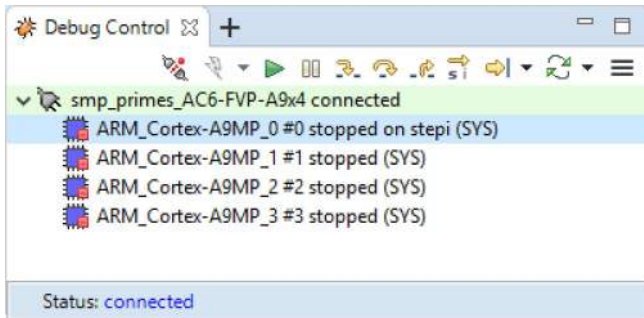 Debug Control
s i
smp_primes_AC6-FVP-A9x4 connected
ARM_Cortex-A9MP_0 #0 stopped on stepi (SYS)
ARM_Cortex-A9MP_1 #1 stopped (SYS)
ARM_Cortex-A9MP_2 #2 stopped (SYS)
ARM_Cortex-A9MP_3 #3 stopped (SYS)
Status: connected